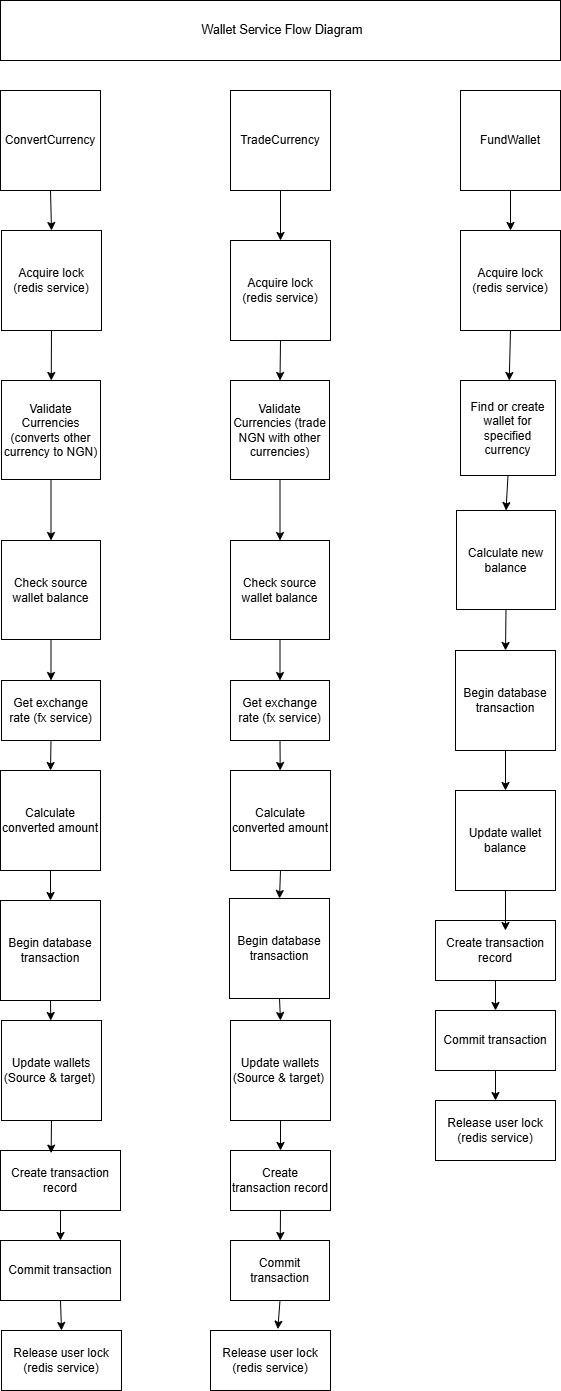 Wallet Service Flow Diagram
ConvertCurrency
Acquire lock
(redis service)
Validate
Currencies
(converts other
currency to NGN)
Check source
wallet balance
Get exchange
rate (fx service)
Calculate
converted amount
Begin database
transaction
Update wallets
(Source & target)
Create transaction
record
Commit transaction
Release user lock
(redis service)
TradeCurrency
Acquire lock
(redis service)
Validate
Currencies (trade
NGN with other
currencies)
Check source
wallet balance
Get exchange
rate (fx service)
Calculate
converted amount
Begin database
transaction
Update wallets
(Source & target)
Create
transaction record
Commit
transaction
Release user lock
(redis service)
FundWallet
Acquire lock
(redis service)
Find or create
wallet for
specified
currency
Calculate new
balance
Begin database
transaction
Update wallet
balance
Create transaction
record
Commit transaction
Release user lock
(redis service)